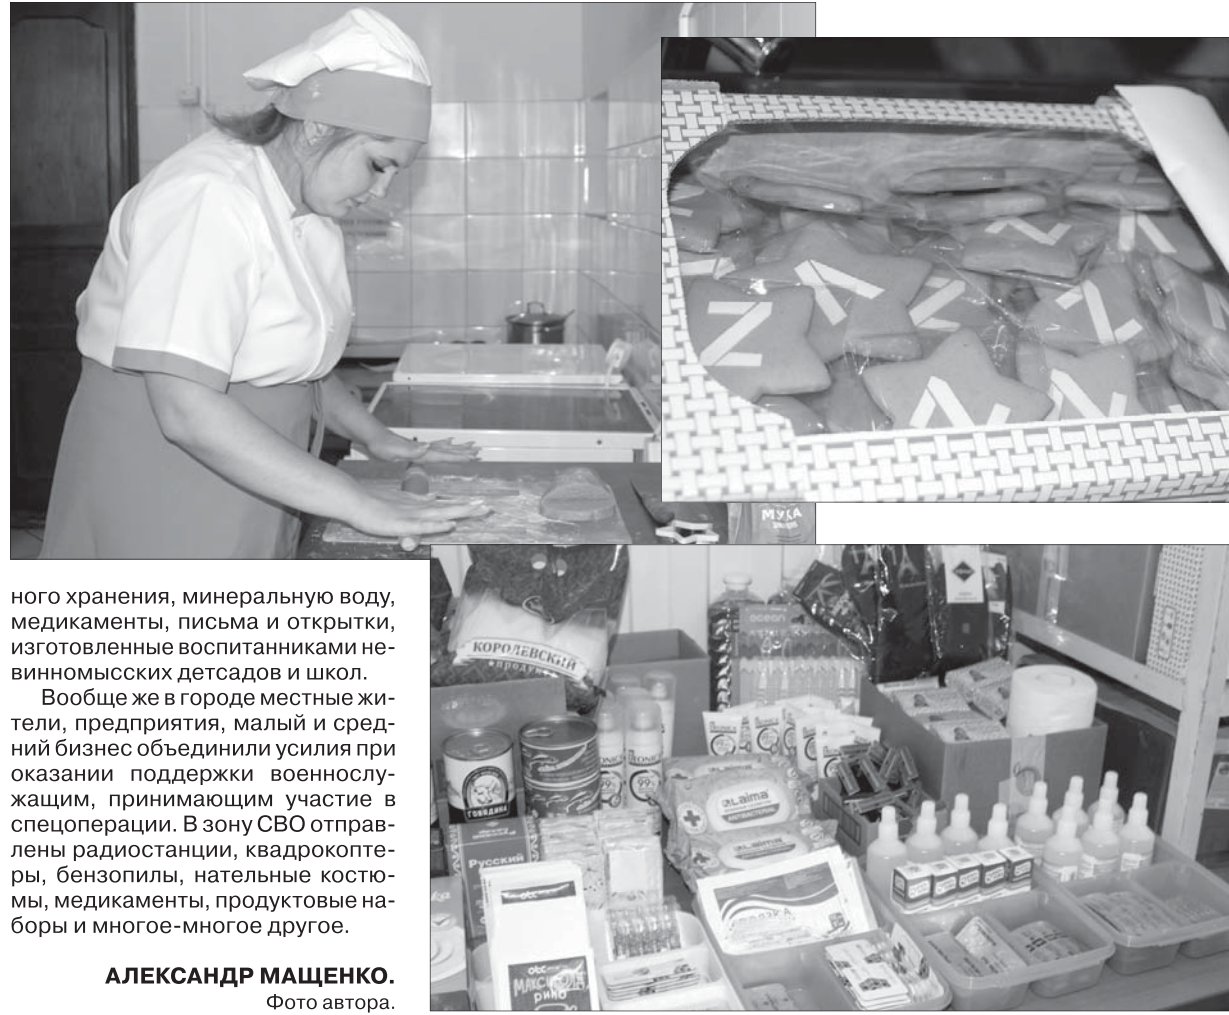 МУКА
Z
Z
ного хранения, минеральную воду,
медикаменты, письма и открытки,
изготовленные воспитанниками не-
винномысских детсадов и школ.
Вообще же в городе местные жи-
тели, предприятия, малый и сред-
ний бизнес объединили усилия при
оказании поддержки военнослу-
жащим, принимающим участие в
спецоперации. В зону СВО отправ-
лены радиостанции, квадрокопте-
ры, бензопилы, нательные костю-
мы, медикаменты, продуктовые на-
боры и многое-многое другое.
АЛЕКСАНДР МАЩЕНКО.
Фото автора.
КОРОЛЕВСКИЙ
продукт
ocean
ГОВЯДИНА
Laima
Русский